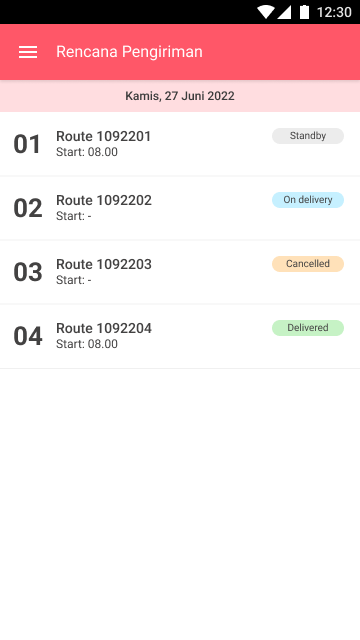 12:30
Rencana Pengiriman
Kamis, 27 Juni 2022
01 Route 1092201 Standby
Start: 08.00
02 Route 1092202 On delivery
Start: -
03 Route 1092203 Cancelled
Start: -
04 Route 1092204 Delivered
Start: 08.00